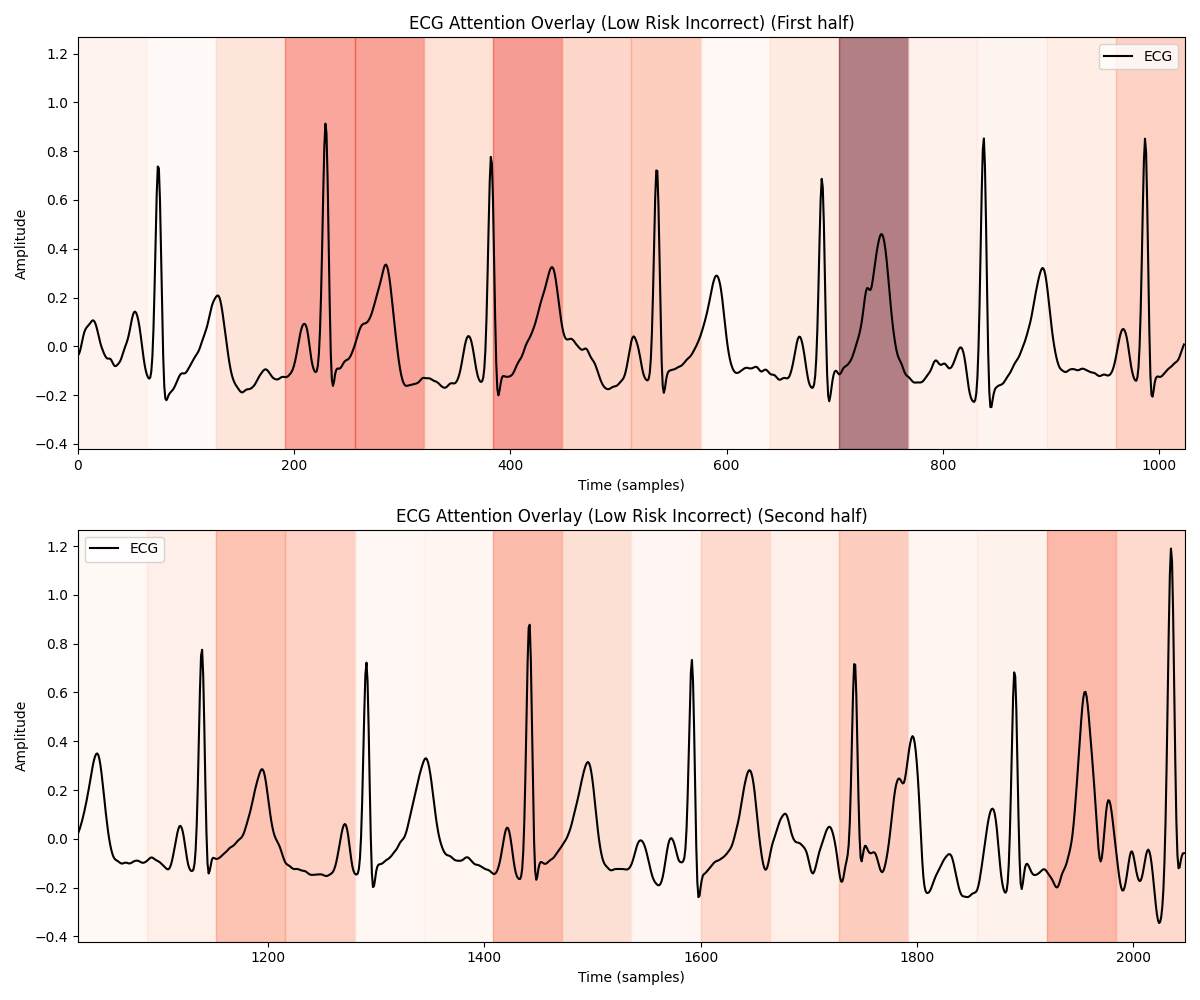 ECG Attention Overlay (Low Risk Incorrect) (First half)
1.2
1.0
0.8
0.6
0.4
0.2
0.0
−0.2
−0.4
Amplitude
ECG
0 200 400 600 800 1000
Time (samples)
ECG Attention Overlay (Low Risk Incorrect) (Second half)
1.2
1.0
0.8
0.6
0.4
0.2
0.0
−0.2
−0.4
Amplitude
ECG
1200 1400 1600 1800 2000
Time (samples)